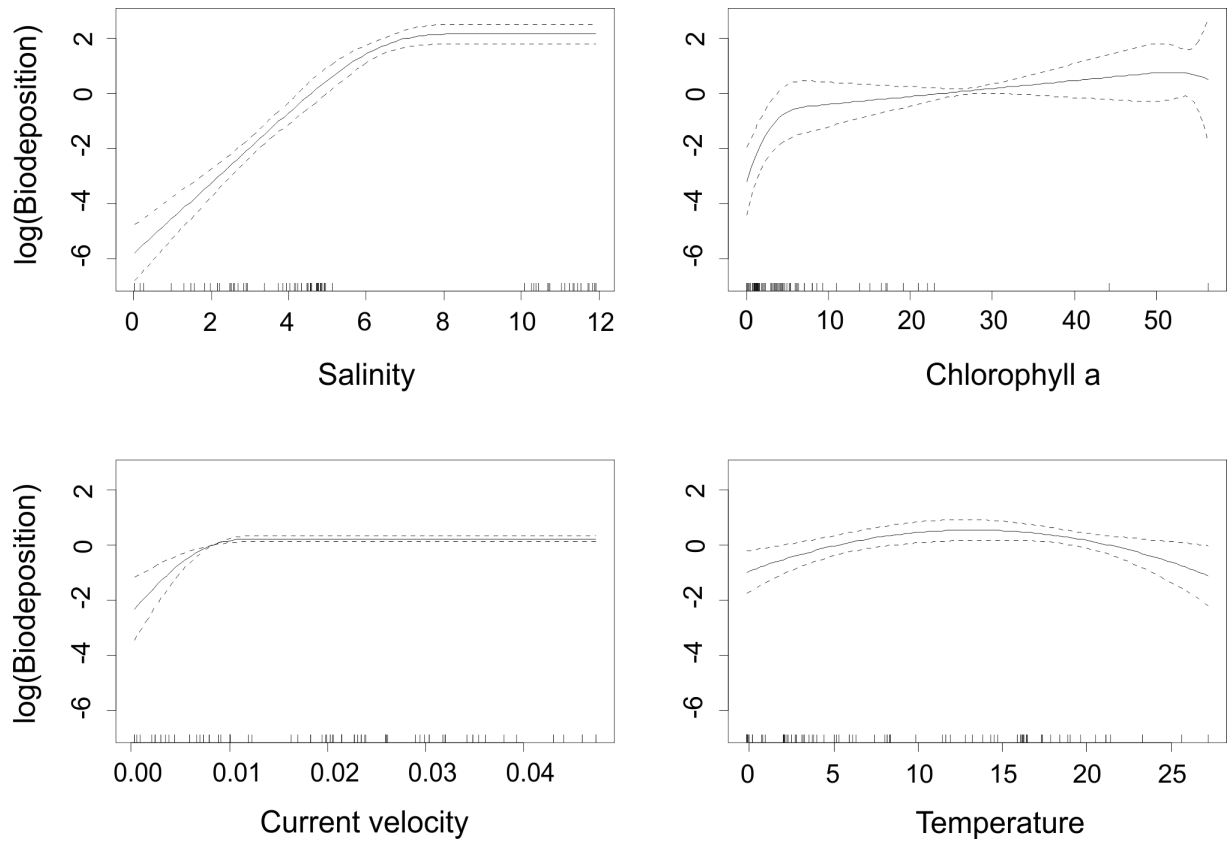 log(Biodeposition)
2
0
-2
-4
-6
0 2 4 6 8 10 12
Salinity
2
0
-2
-4
-6
0 10 20 30 40 50
Chlorophyll a
log(Biodeposition)
2
0
-2
-4
-6
0.00 0.01 0.02 0.03 0.04
Current velocity
2
0
-2
-4
-6
0 5 10 15 20 25
Temperature